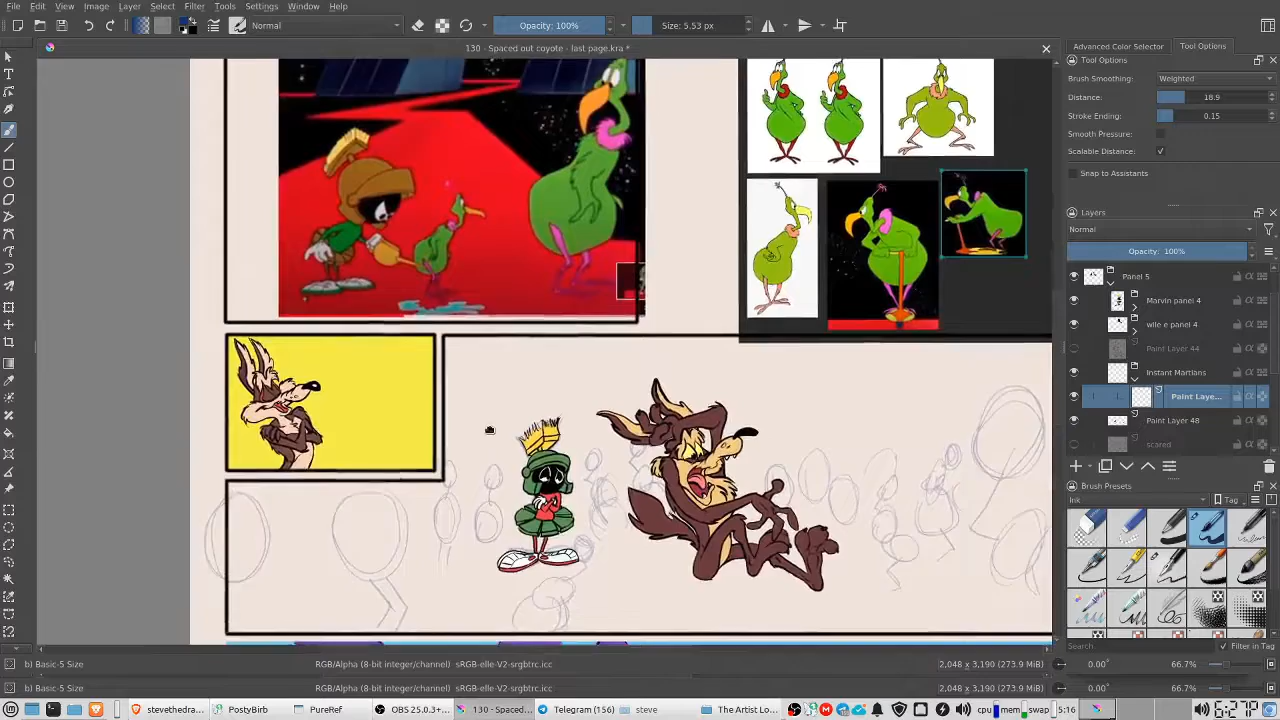 File Edit View Image Layer Select Filter Tools Settings Window Help
Normal
Opacity: 100%
Size: 5.53 px
130 - Spaced out coyote - last page.kra *
Advanced Color Selector
Tool Options
Tool Options
Brush Smoothing: Weighted
Distance: 18.9
Stroke Ending: 0.15
Smooth Pressure:
Scalable Distance:
Snap to Assistants
Layers
Normal
Opacity: 100%
Panel 5
Marvin panel 4
wile e panel 4
Paint Layer 44
Instant Martians
Paint Laye...
Paint Layer 48
scared
Brush Presets
Ink
Tag
Search
Filter in Tag
b) Basic-5 Size
RGB/Alpha (8-bit integer/channel) sRGB-elle-V2-srgbtrc.icc
2,048 x 3,190 (273.9 MiB)
0.00°
66.7%
b) Basic-5 Size
RGB/Alpha (8-bit integer/channel) sRGB-elle-V2-srgbtrc.icc
2,048 x 3,190 (273.9 MiB)
0.00°
66.7%
stevethedra...
PostyBirb
PureRef
OBS 25.0.3+...
130 - Spaced...
Telegram (156)
steve
The Artist Lo...
cpu
mem
swap
5:16